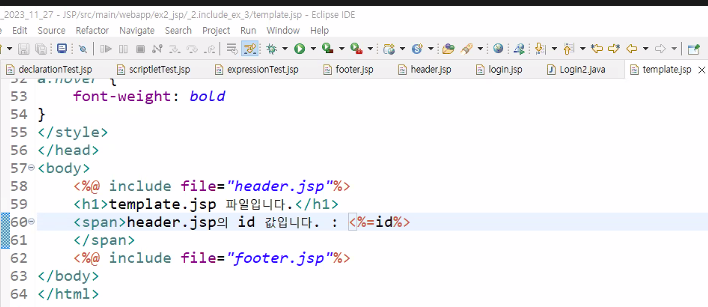 _2023_11_27 - JSP/src/main/webapp/ex2_jsp/_2.include_ex_3/template.jsp - Eclipse IDE
Edit Source Refactor Navigate Search Project Run Window Help
declarationTest.jsp scriptletTest.jsp expressionTest.jsp footer.jsp header.jsp login.jsp Login2.java template.jsp
a:hover {
53 font-weight: bold
54 }
55 </style>
56 </head>
57 <body>
58 <%@ include file="header.jsp"%>
59 <h1>template.jsp 파일입니다.</h1>
60 <span>header.jsp의 id 값입니다. : <%=id%>
61 </span>
62 <%@ include file="footer.jsp"%>
63 </body>
64 </html>